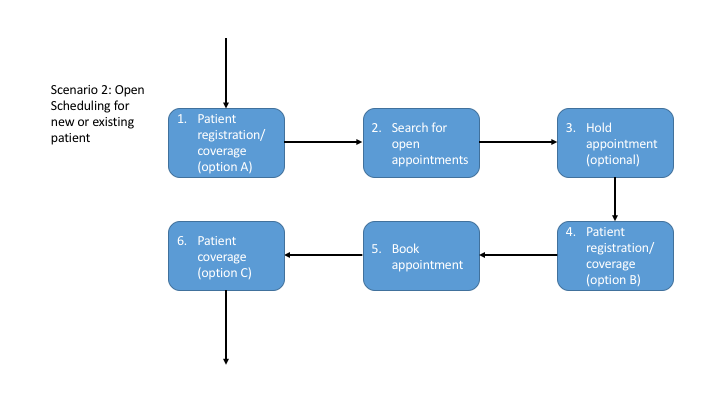 Scenario 2: Open
Scheduling for
new or existing
patient
1. Patient
registration/
coverage
(option A)
2. Search for
open
appointments
3. Hold
appointment
(optional)
4. Patient
registration/
coverage
(option B)
5. Book
appointment
6. Patient
coverage
(option C)